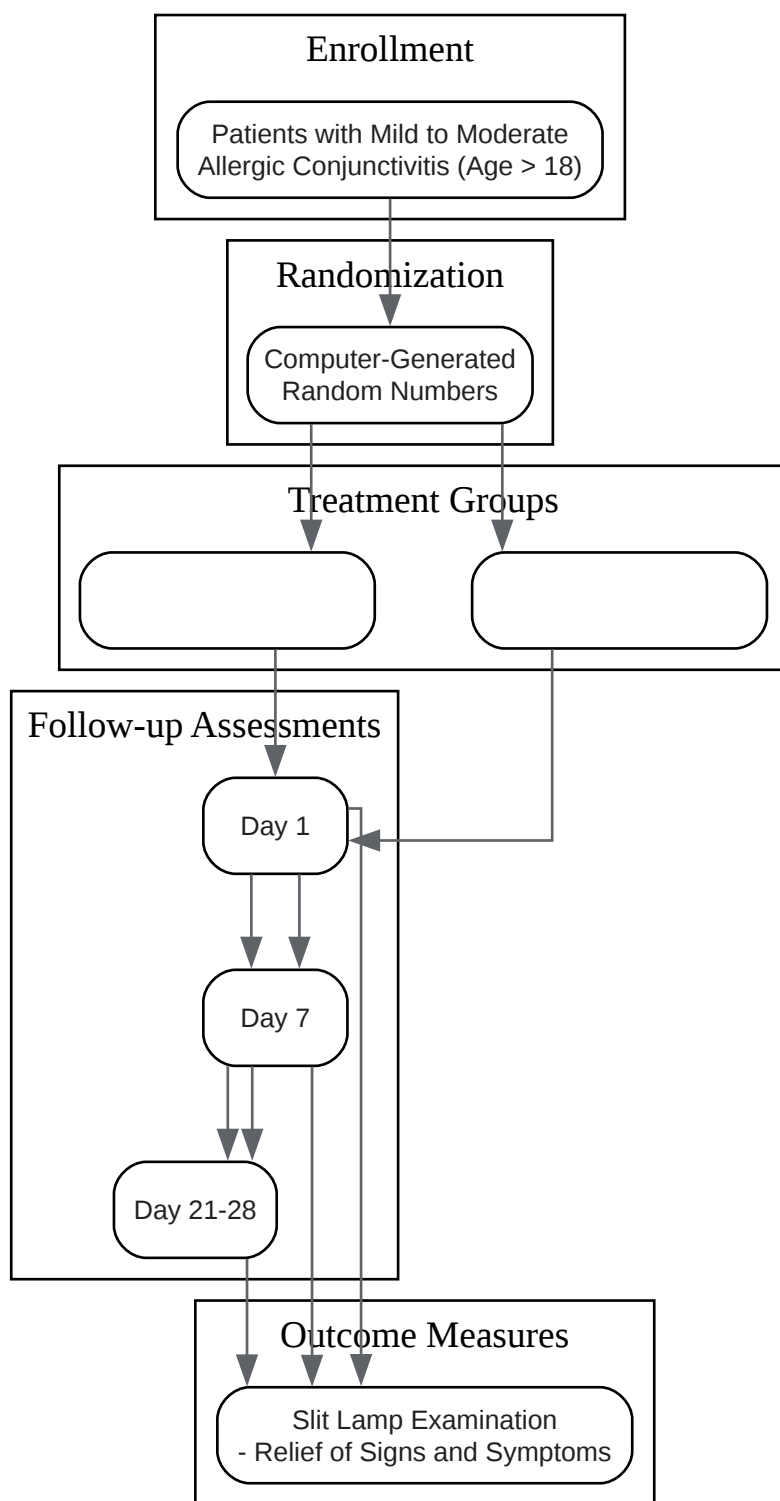 Enrollment
Patients with Mild to Moderate
Allergic Conjunctivitis (Age > 18)
Randomization
Computer-Generated
Random Numbers
Treatment Groups
Follow-up Assessments
Day 1
Day 7
Day 21-28
Outcome Measures
Slit Lamp Examination
- Relief of Signs and Symptoms